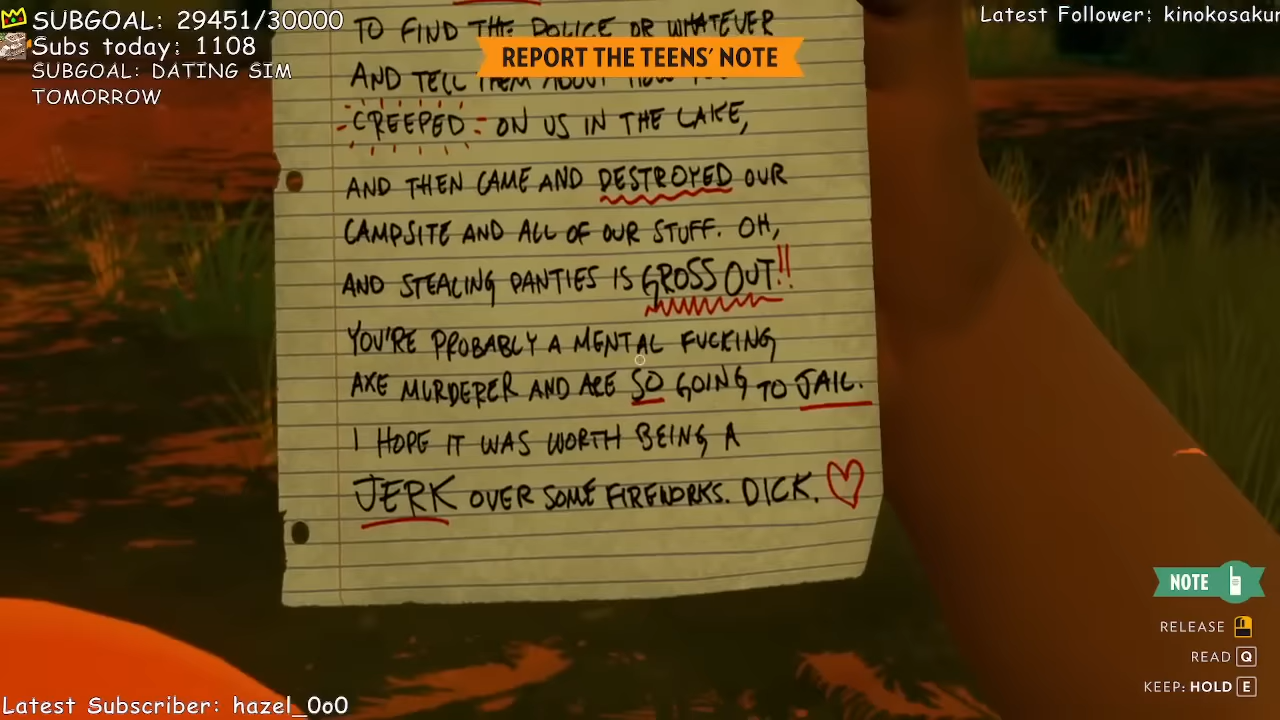 SUBGOAL: 29451/30000
Subs today: 1108
SUBGOAL: DATING SIM
TOMORROW
Latest Follower: kinokosakur
TO FIND THE POLICE OR WHATEVER
REPORT THE TEENS' NOTE
AND TELL THEM ABOUT HOW
CREEPED ON US IN THE LAKE,
AND THEN CAME AND DESTROYED OUR
CAMPSITE AND ALL OF OUR STUFF. OH,
AND STEALING PANTIES IS GROSS OUT!!
YOU'RE PROBABLY A MENTAL FUCKING
AXE MURDERER AND ARE SO GOING TO JAIL.
I HOPE IT WAS WORTH BEING A
JERK OVER SOME FIREWORKS. DICK.
NOTE
RELEASE
READ Q
KEEP: HOLD E
Latest Subscriber: hazel_0o0